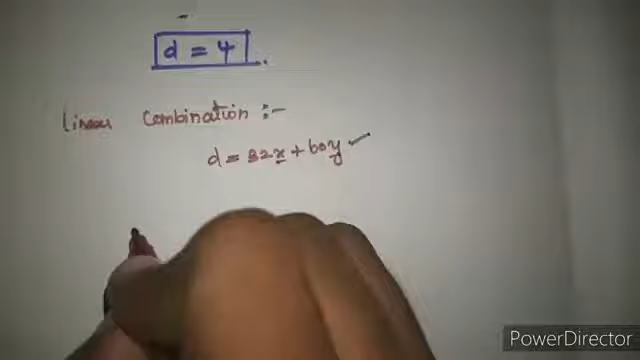 d = 4
Linear Combination :-
d = 32x + 60y
PowerDirector